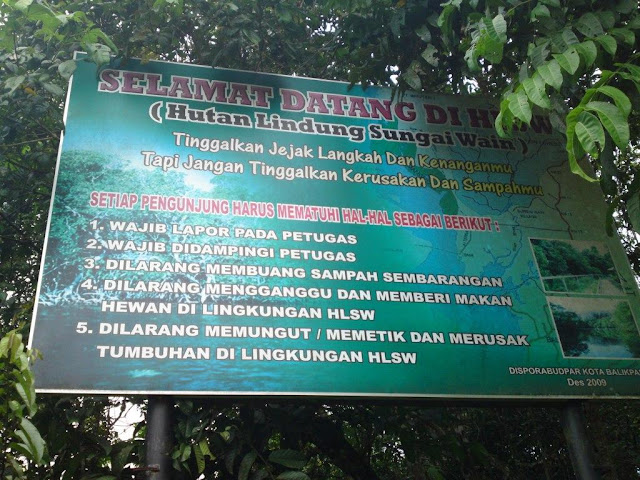 SELAMAT DATANG DI HLSW
( Hutan Lindung Sungai Wain )
Tinggalkan Jejak Langkah Dan Kenanganmu
Tapi Jangan Tinggalkan Kerusakan Dan Sampahmu
SETIAP PENGUNJUNG HARUS MEMATUHI HAL-HAL SEBAGAI BERIKUT :
1. WAJIB LAPOR PADA PETUGAS
2. WAJIB DIDAMPINGI PETUGAS
3. DILARANG MEMBUANG SAMPAH SEMBARANGAN
4. DILARANG MENGGANGGU DAN MEMBERI MAKAN
HEWAN DI LINGKUNGAN HLSW
5. DILARANG MEMUNGUT / MEMETIK DAN MERUSAK
TUMBUHAN DI LINGKUNGAN HLSW
DISPORABUDPAR KOTA BALIKPA
Des 2009